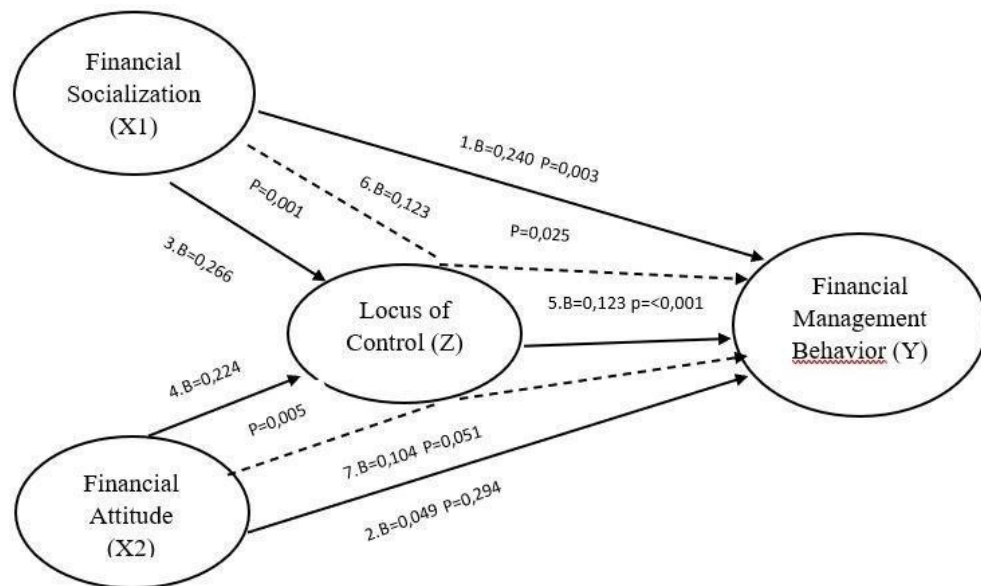 Financial
Socialization
(X1)
1.B=0,240 P=0,003
6.B=0,123
P=0,001
P=0,025
3.B=0,266
Locus of
Control (Z)
5.B=0,123 p=<0,001
Financial
Management
Behavior (Y)
4.B=0,224
P=0,005
7.B=0,104 P=0,051
2.B=0,049 P=0,294
Financial
Attitude
(X2)